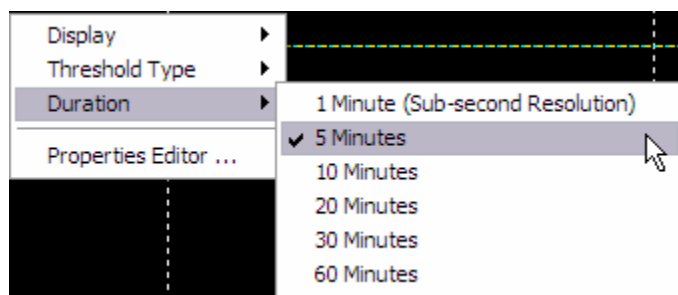 Display
Threshold Type
Duration
Properties Editor ...
1 Minute (Sub-second Resolution)
5 Minutes
10 Minutes
20 Minutes
30 Minutes
60 Minutes